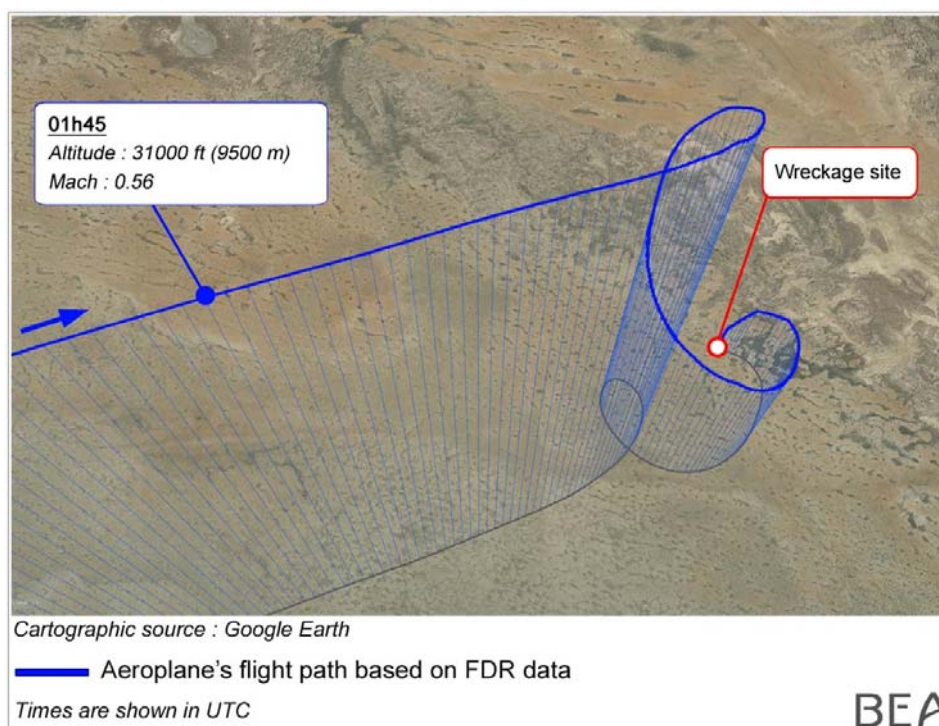 01h45
Altitude : 31000 ft (9500 m)
Mach : 0.56
Wreckage site
Cartographic source : Google Earth
Aeroplane's flight path based on FDR data
Times are shown in UTC
BEA